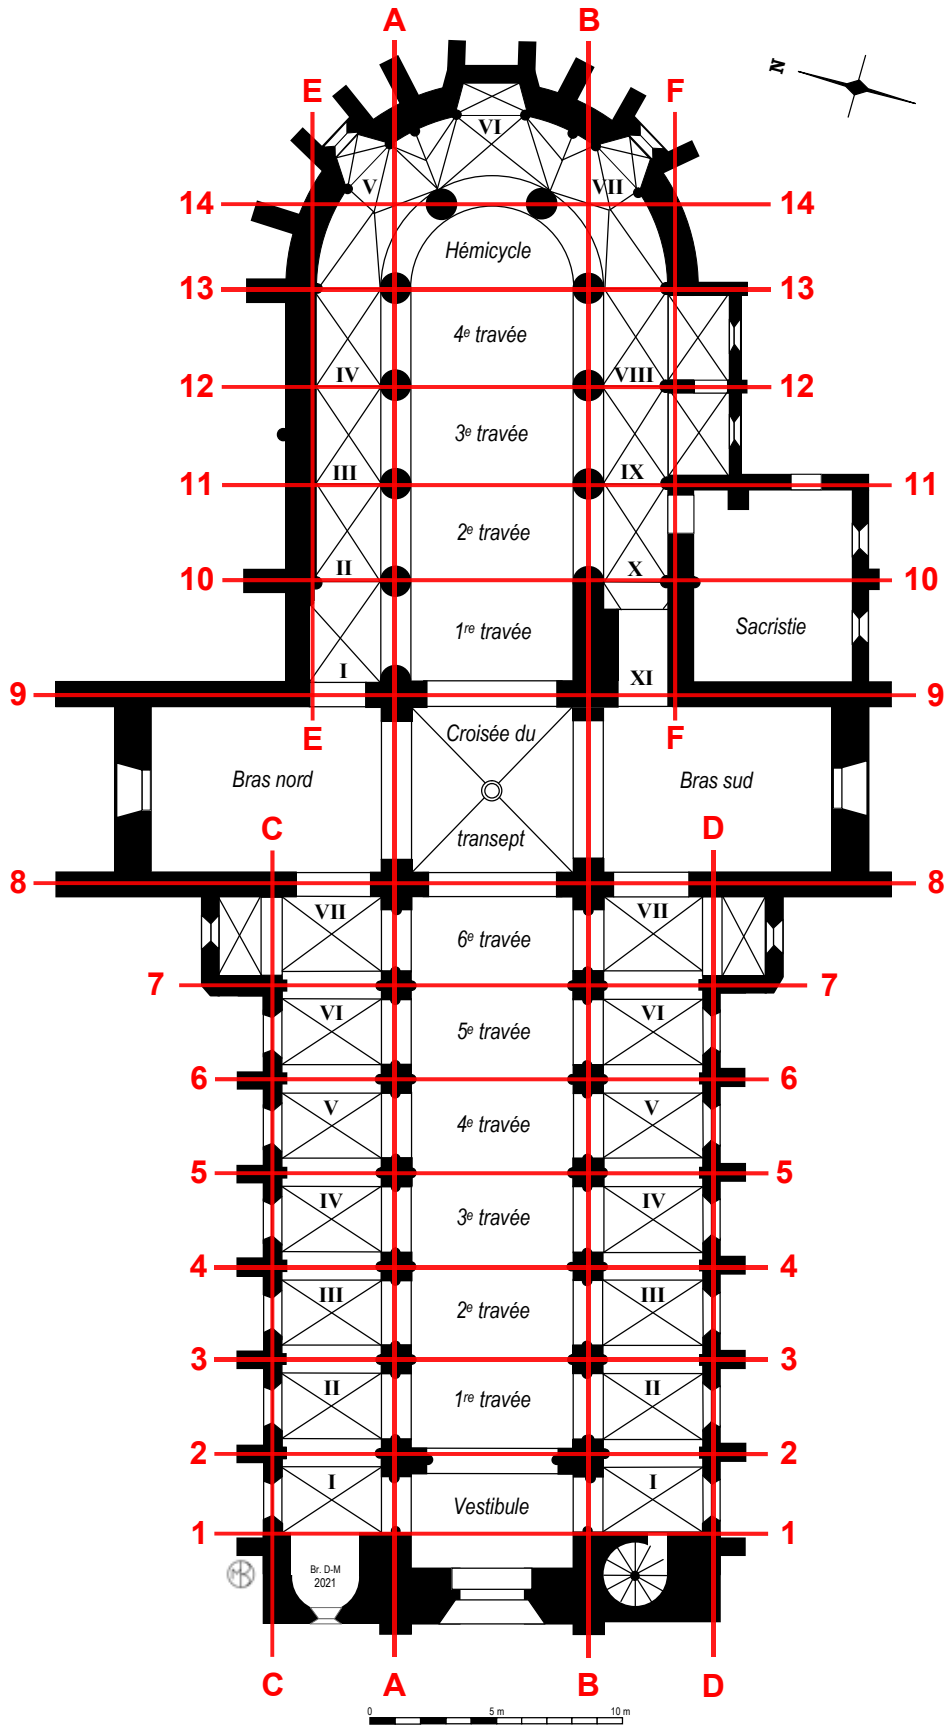 A B
E F
N
VI
V VII
14 14
Hémicycle
13 13
4e travée
IV VIII
12 12
3e travée
III IX
11 11
2e travée
II X
10 10
1re travée Sacristie
I XI
9 9
E Croisée du F
Bras nord Bras sud
C transept D
8 8
VII VII
6e travée
7 7
VI VI
5e travée
6 6
V V
4e travée
5 5
IV IV
3e travée
4 4
III III
2e travée
3 3
II II
1re travée
2 2
I I
Vestibule
1 1
Br. D-M
2021
C A B D
0 5 m 10 m